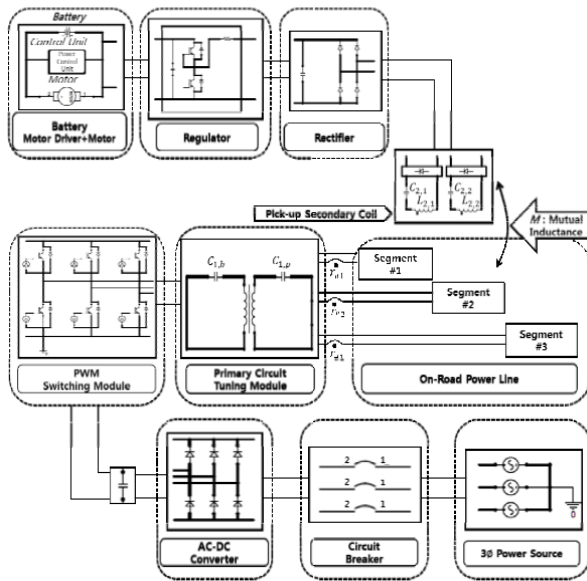 Battery
Control Unit
Power
Control
Unit
Motor
Battery
Motor Driver+Motor
Regulator
Rectifier
C2,1
C2,2
L2,1
L2,2
Pick-up Secondary Coil
M : Mutual
Inductance
C1,b
C1,p
Segment
#1
Segment
#2
Segment
#3
PWM
Switching Module
Primary Circuit
Tuning Module
On-Road Power Line
2 1
2 1
2 1
0
AC-DC
Converter
Circuit
Breaker
3Ø Power Source